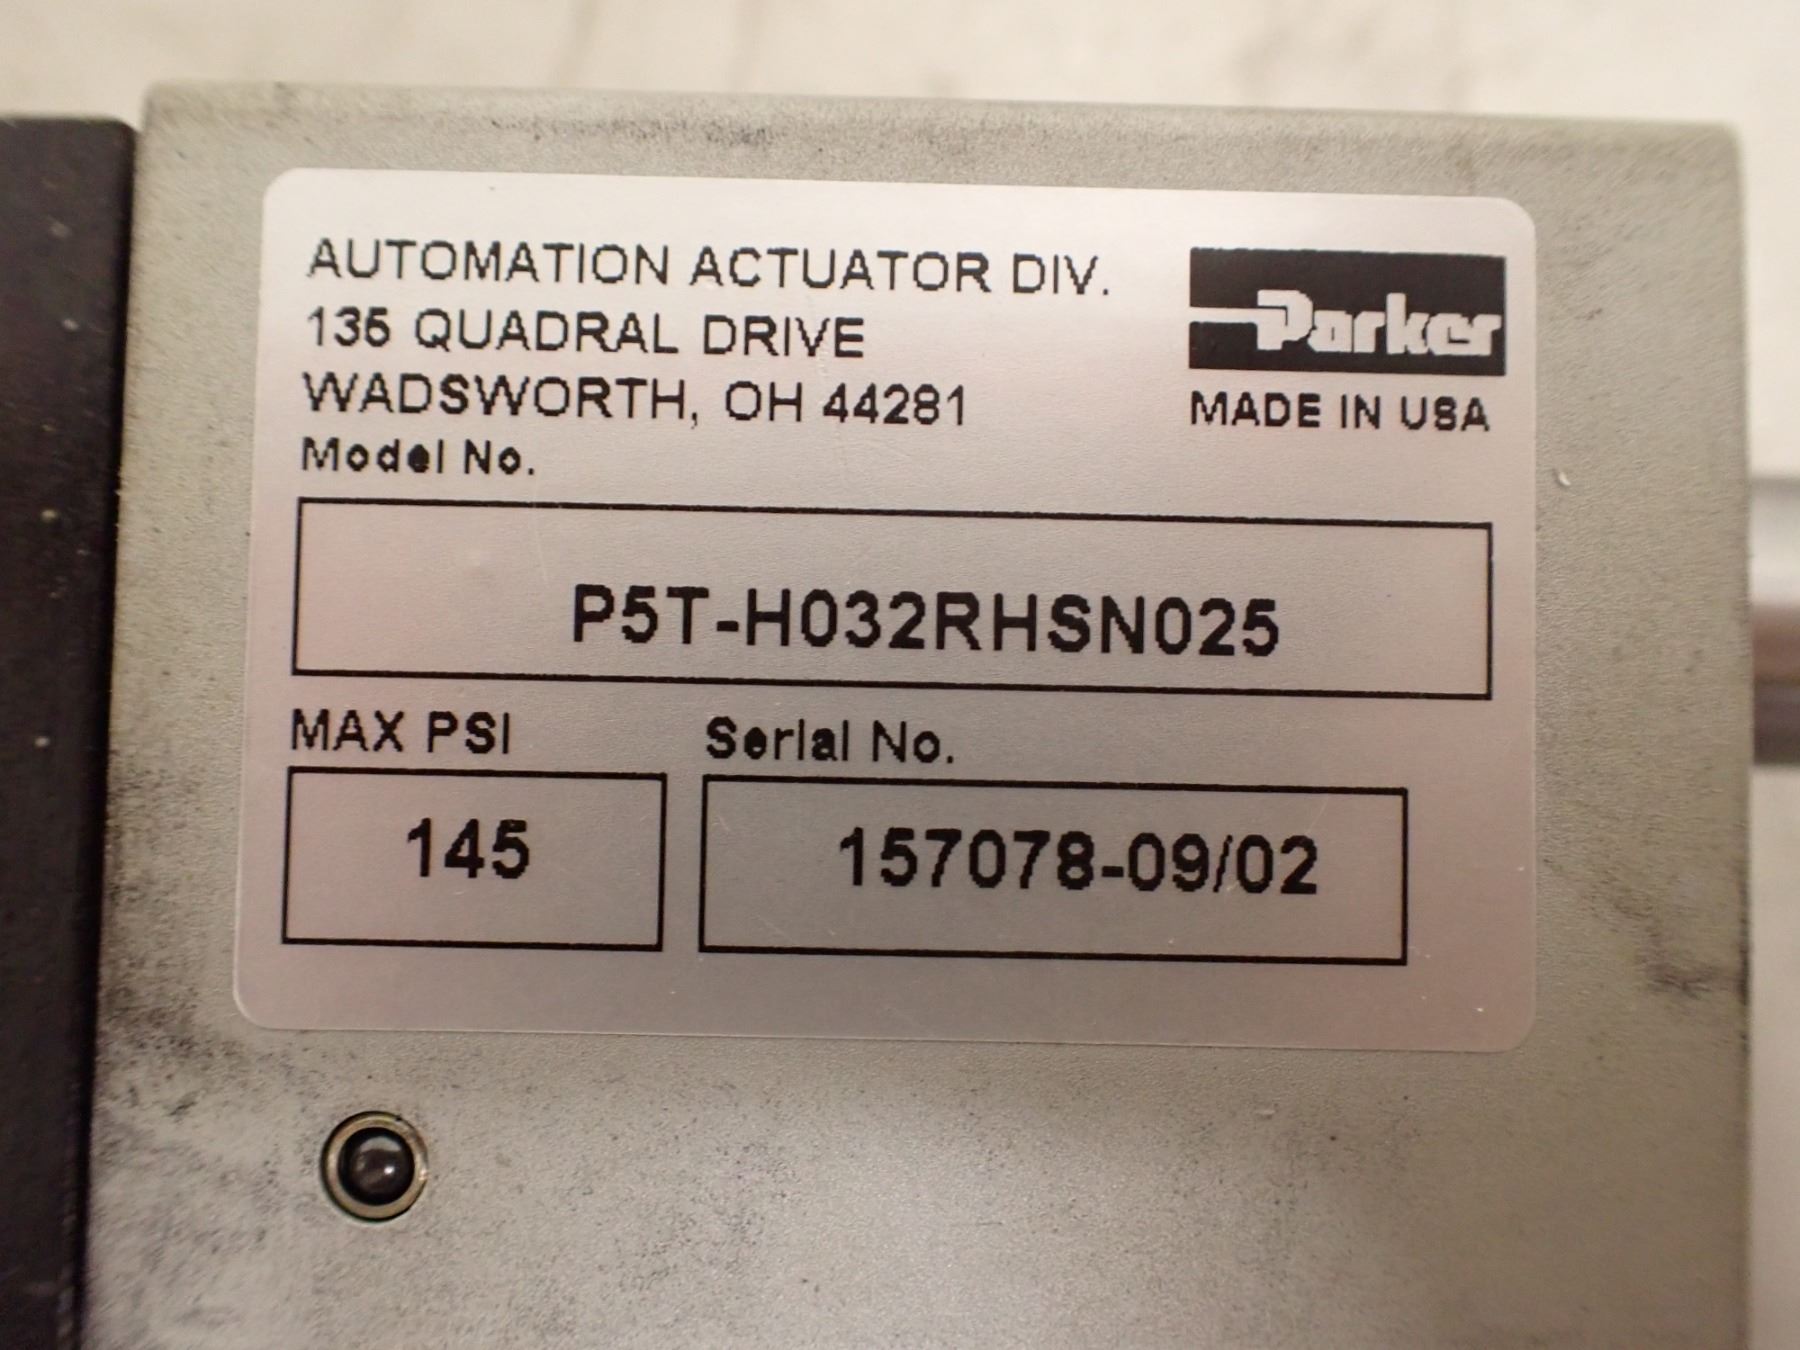 AUTOMATION ACTUATOR DIV.
135 QUADRAL DRIVE
WADSWORTH, OH 44281
Parker
MADE IN USA
Model No.
P5T-H032RHSN025
MAX PSI
145
Serial No.
157078-09/02